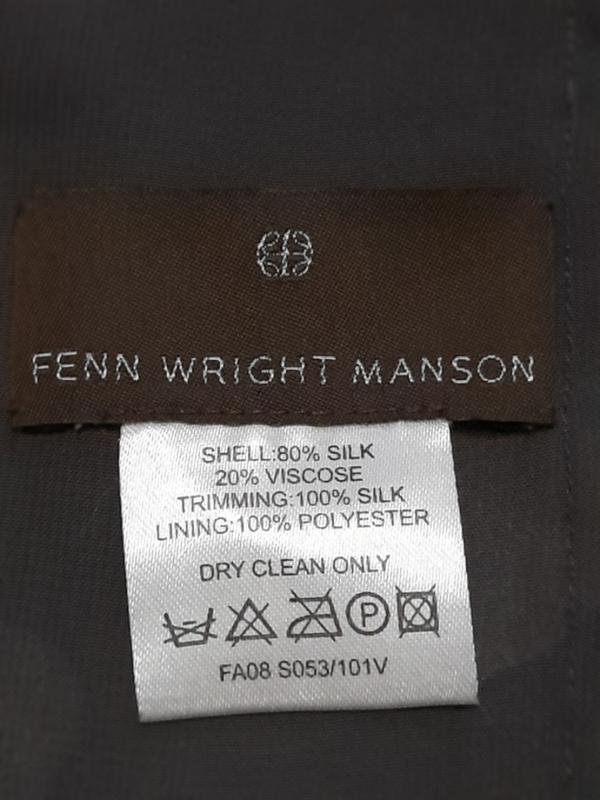 FENN WRIGHT MANSON
SHELL:80% SILK
20% VISCOSE
TRIMMING:100% SILK
LINING:100% POLYESTER
DRY CLEAN ONLY
P
FA08 S053/101V